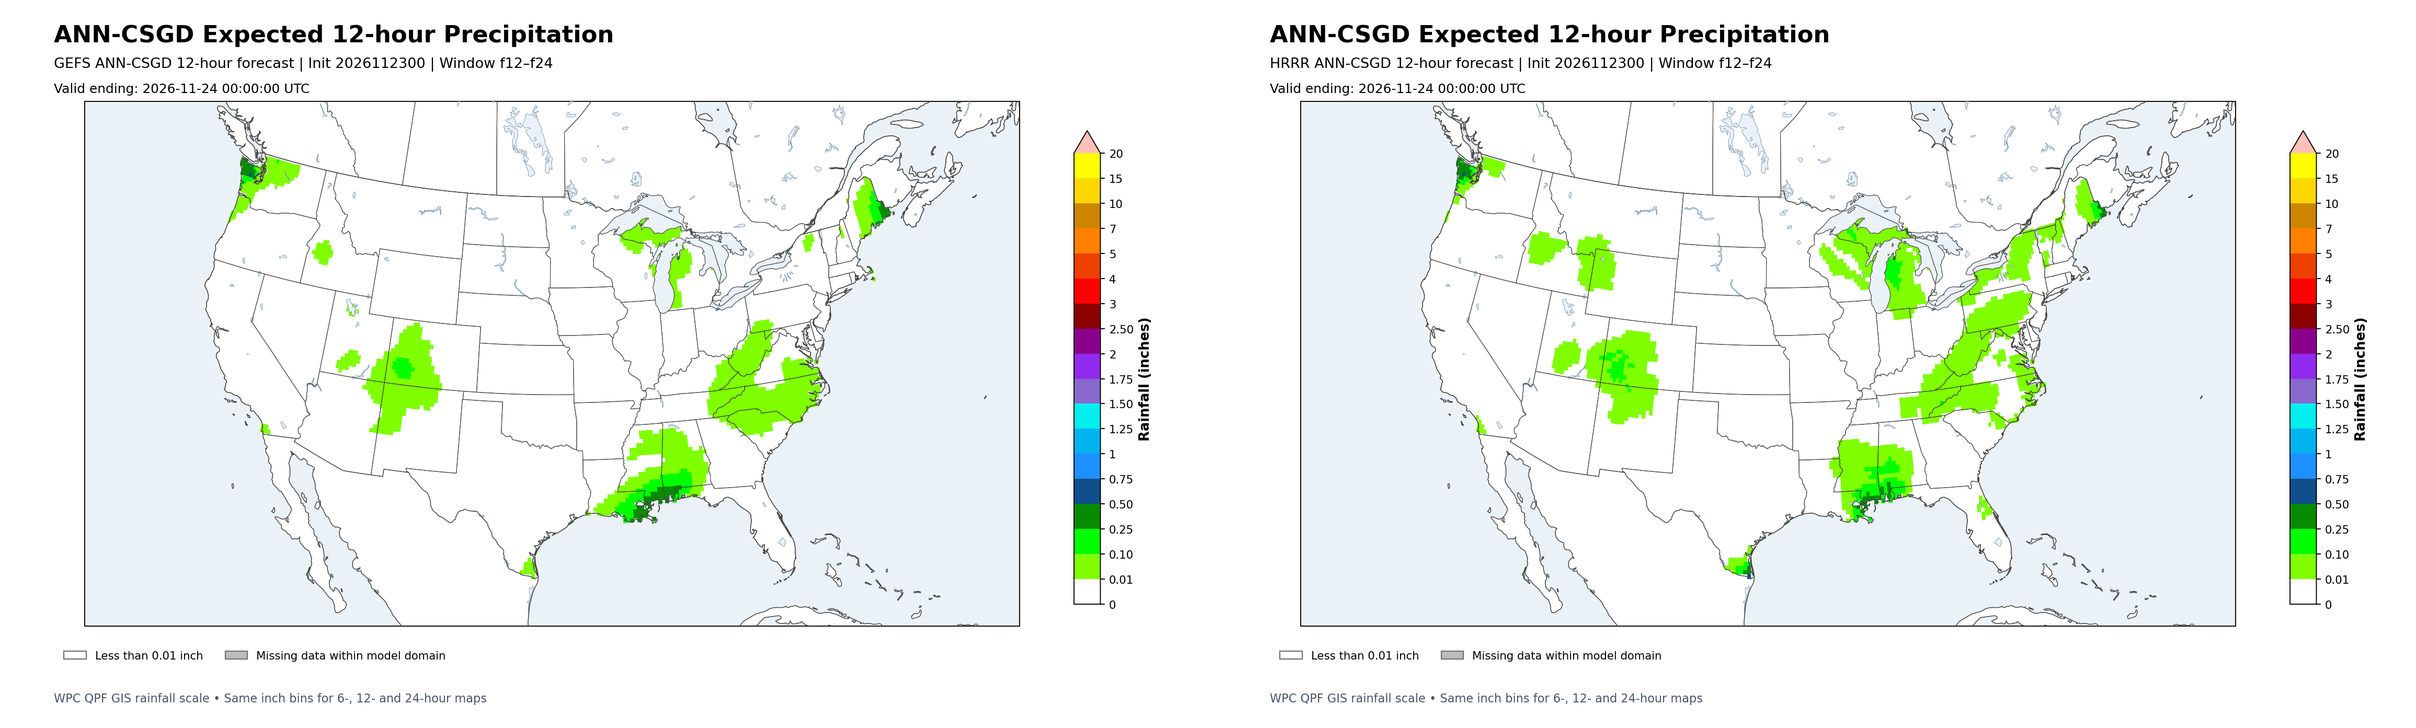 ANN-CSGD Expected 12-hour Precipitation
GEFS ANN-CSGD 12-hour forecast | Init 2026112300 | Window f12–f24
Valid ending: 2026-11-24 00:00:00 UTC
20
15
10
7
5
4
3
2.50
2
1.75
1.50
1.25
1
0.75
0.50
0.25
0.10
0.01
0
Rainfall (inches)
Less than 0.01 inch
Missing data within model domain
WPC QPF GIS rainfall scale • Same inch bins for 6-, 12- and 24-hour maps
ANN-CSGD Expected 12-hour Precipitation
HRRR ANN-CSGD 12-hour forecast | Init 2026112300 | Window f12–f24
Valid ending: 2026-11-24 00:00:00 UTC
20
15
10
7
5
4
3
2.50
2
1.75
1.50
1.25
1
0.75
0.50
0.25
0.10
0.01
0
Rainfall (inches)
Less than 0.01 inch
Missing data within model domain
WPC QPF GIS rainfall scale • Same inch bins for 6-, 12- and 24-hour maps